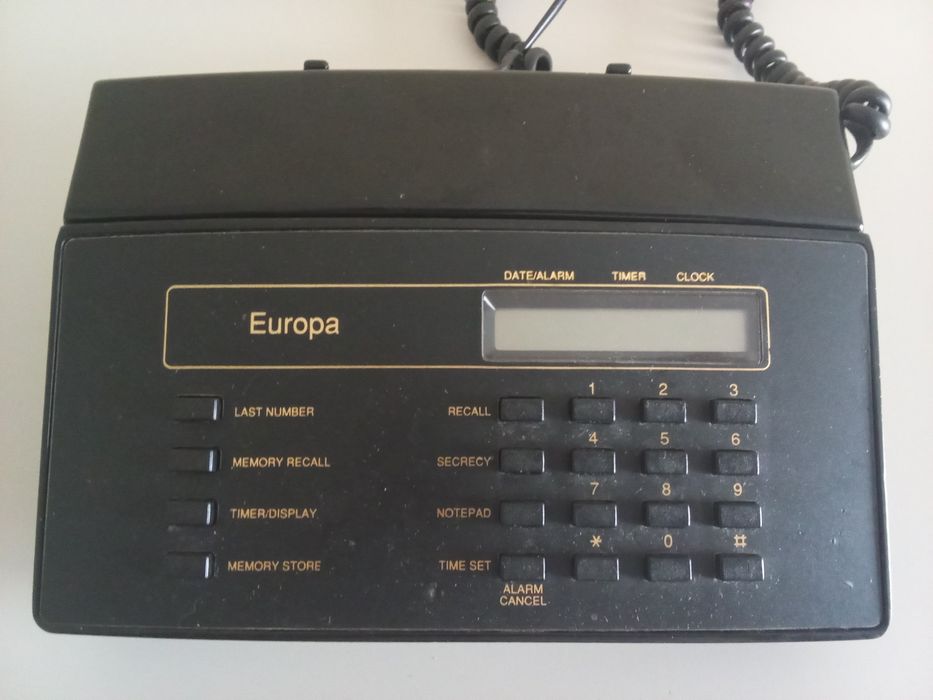 DATE/ALARM TIMER CLOCK
Europa
1 2 3
LAST NUMBER RECALL
4 5 6
MEMORY RECALL SECRECY
7 8 9
TIMER/DISPLAY NOTEPAD
* 0 #
MEMORY STORE TIME SET
ALARM
CANCEL